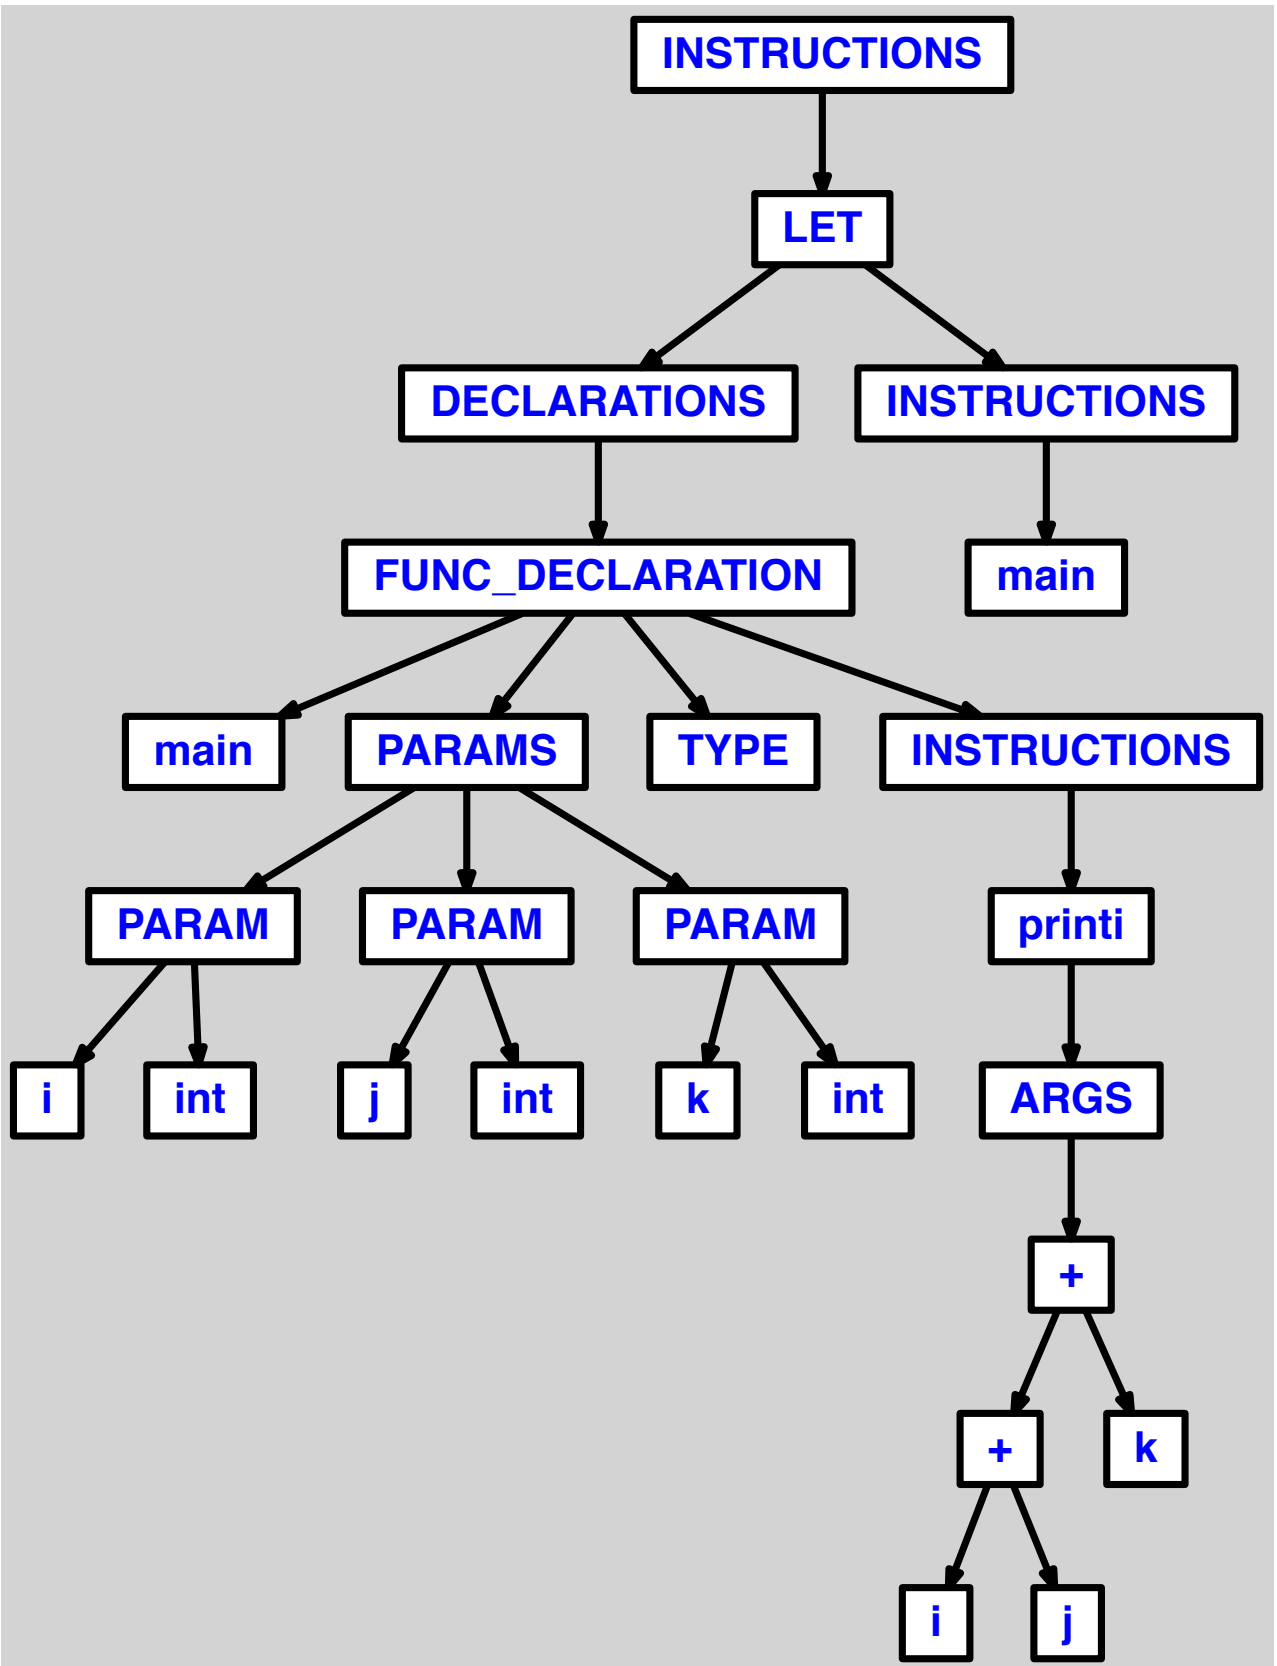 INSTRUCTIONS
LET
DECLARATIONS INSTRUCTIONS
FUNC_DECLARATION main
main PARAMS TYPE INSTRUCTIONS
PARAM PARAM PARAM printi
i int j int k int ARGS
+
+ k
i j